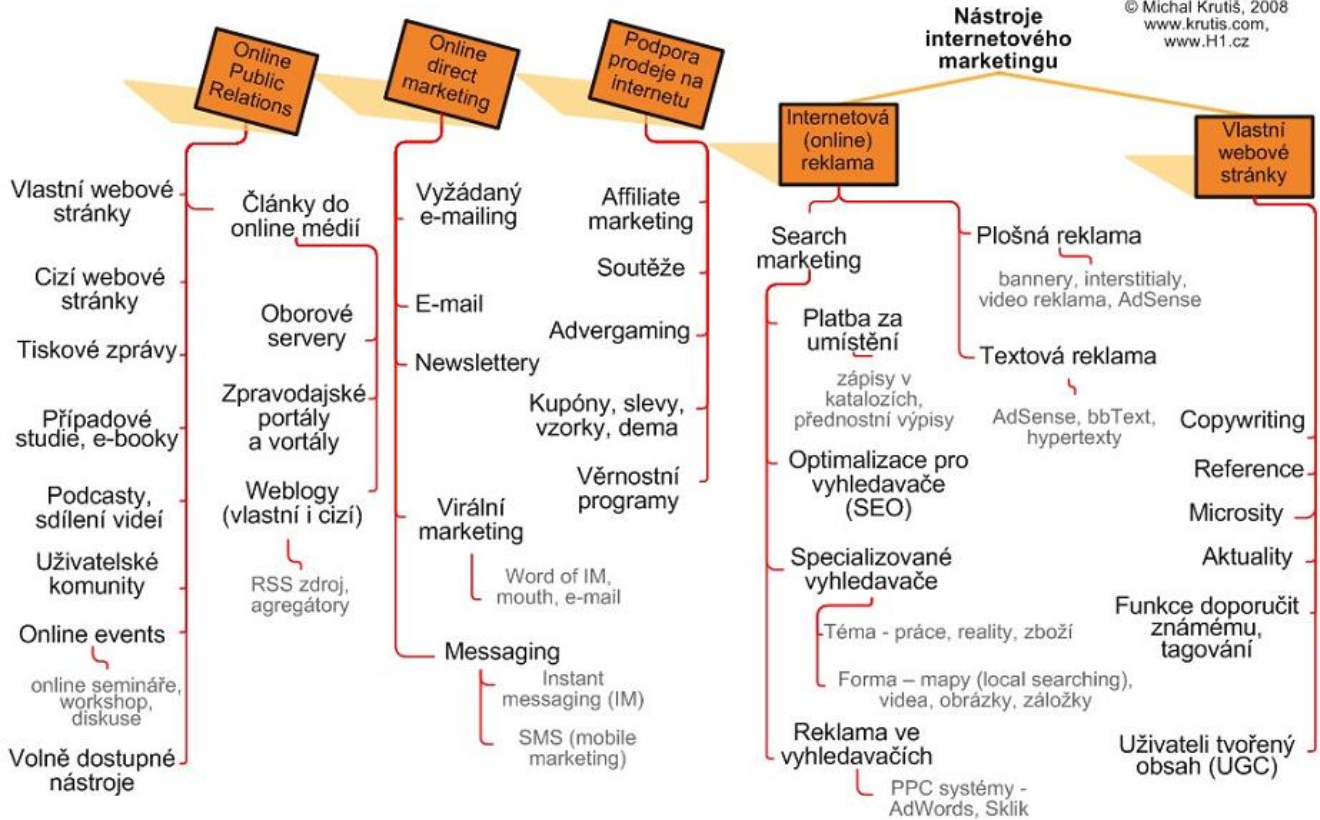 Nástroje
internetového
marketingu
© Michal Krutiš, 2008
www.krutis.com,
www.H1.cz
Online
Public
Relations
Vlastní webové
stránky
Cizí webové
stránky
Tiskové zprávy
Případové
studie, e-booky
Podcasty,
sdílení videí
Uživatelské
komunity
Online events
online semináře,
workshop,
diskuse
Volně dostupné
nástroje
Články do
online médií
Oborové
servery
Zpravodajské
portály
a vortály
Weblogy
(vlastní i cizí)
RSS zdroj,
agregátory
Online
direct
marketing
Vyžádaný
e-mailing
E-mail
Newslettery
Virální
marketing
Word of IM,
mouth, e-mail
Messaging
Instant
messaging (IM)
SMS (mobile
marketing)
Podpora
prodeje na
internetu
Affiliate
marketing
Soutěže
Advergaming
Kupóny, slevy,
vzorky, dema
Věrnostní
programy
Internetová
(online)
reklama
Search
marketing
Platba za
umístění
zápisy v
katalozích,
přednostní výpisy
Optimalizace pro
vyhledavače
(SEO)
Specializované
vyhledavače
Téma - práce, reality, zboží
Forma – mapy (local searching),
videa, obrázky, záložky
Reklama ve
vyhledavačích
PPC systémy -
AdWords, Sklik
Plošná reklama
bannery, interstitialy,
video reklama, AdSense
Textová reklama
AdSense, bbText,
hypertexty
Vlastní
webové
stránky
Copywriting
Reference
Microsity
Aktuality
Funkce doporučit
známému,
tagování
Uživateli tvořený
obsah (UGC)